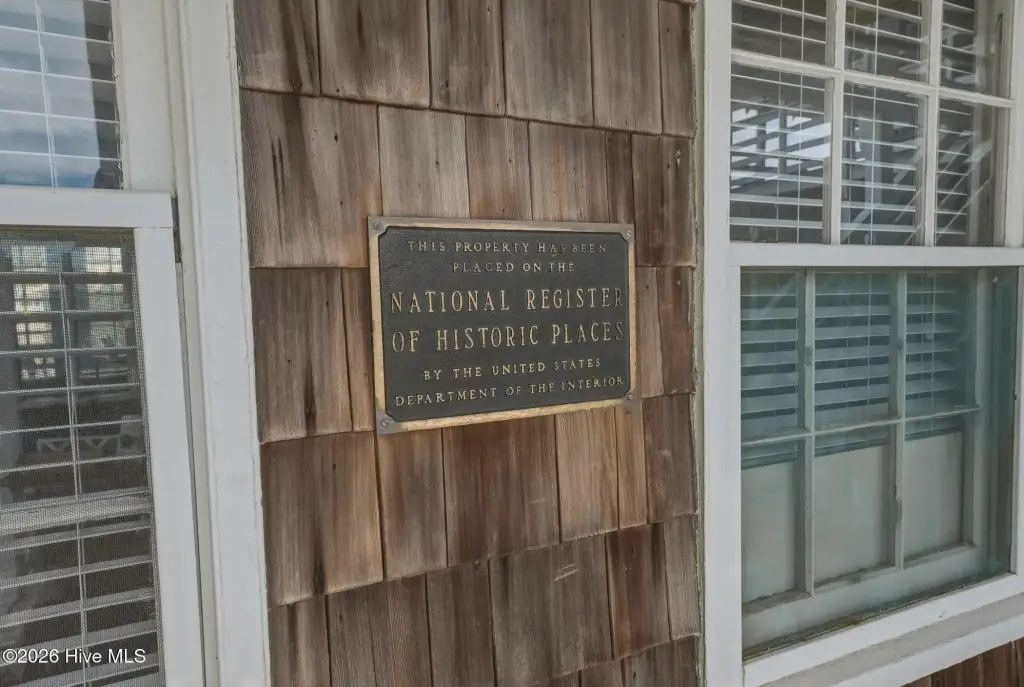 THIS PROPERTY HAS BEEN
PLACED ON THE
NATIONAL REGISTER
OF HISTORIC PLACES
BY THE UNITED STATES
DEPARTMENT OF THE INTERIOR
©2026 Hive MLS